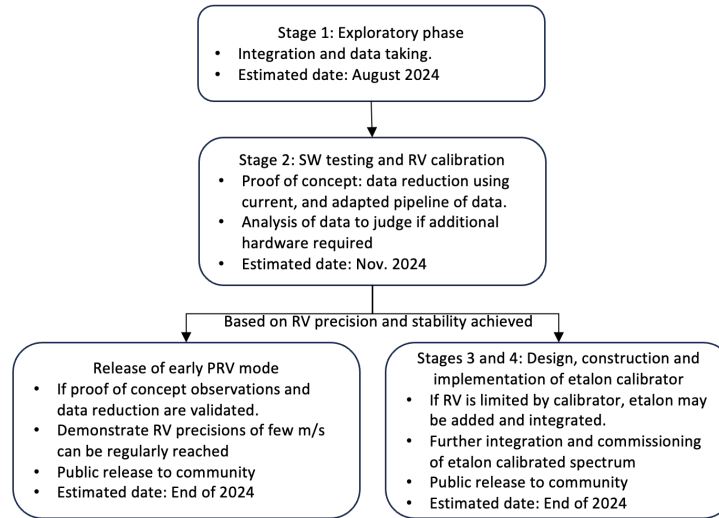 Stage 1: Exploratory phase
• Integration and data taking.
• Estimated date: August 2024
Stage 2: SW testing and RV calibration
• Proof of concept: data reduction using
current, and adapted pipeline of data.
• Analysis of data to judge if additional
hardware required
• Estimated date: Nov. 2024
Based on RV precision and stability achieved
Release of early PRV mode
• If proof of concept observations and
data reduction are validated.
• Demonstrate RV precisions of few m/s
can be regularly reached
• Public release to community
• Estimated date: End of 2024
Stages 3 and 4: Design, construction and
implementation of etalon calibrator
• If RV is limited by calibrator, etalon may
be added and integrated.
• Further integration and commissioning
of etalon calibrated spectrum
• Public release to community
• Estimated date: End of 2024